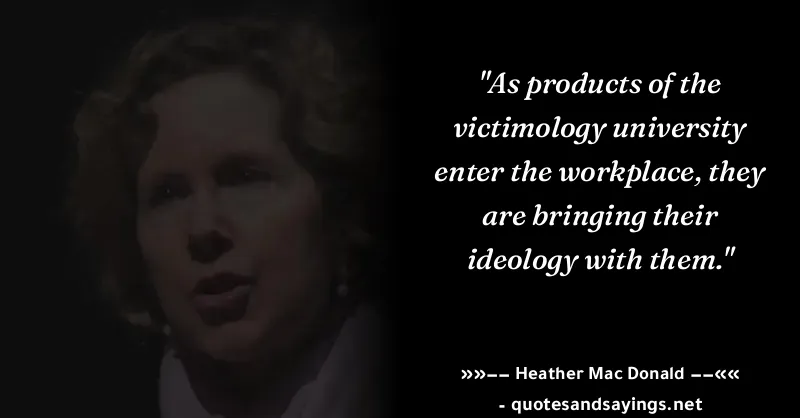 "As products of the
victimology university
enter the workplace, they
are bringing their
ideology with them."
»»–– Heather Mac Donald ––««
- quotesandsayings.net